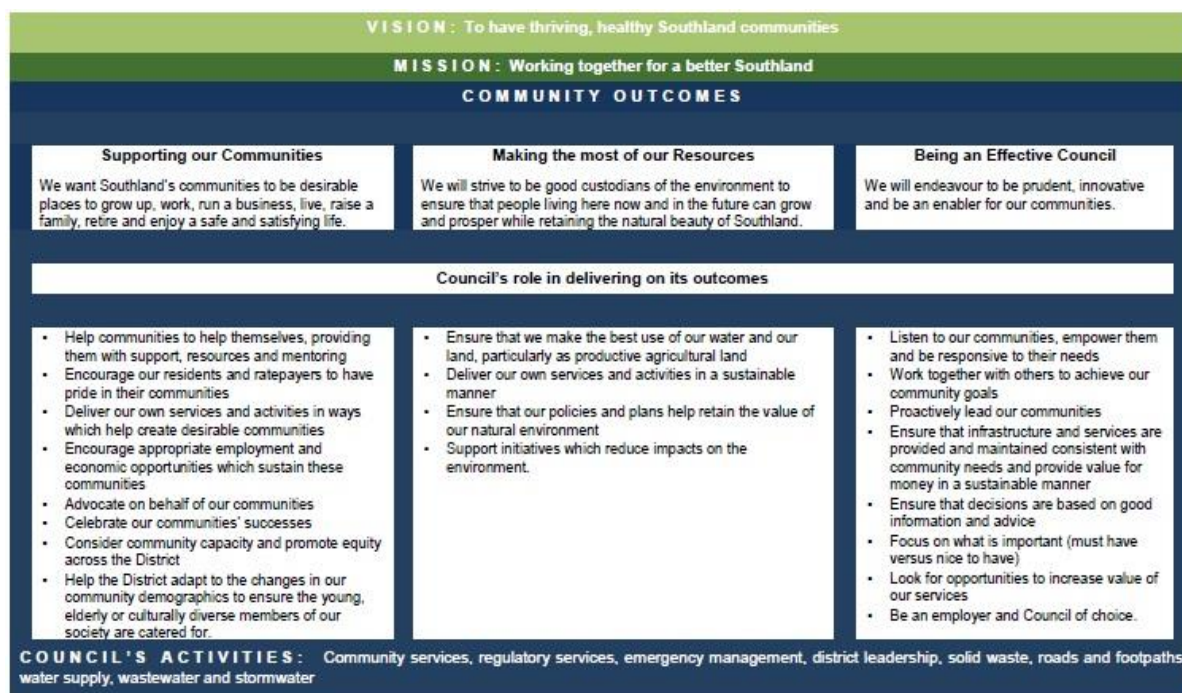 VISION: To have thriving, healthy Southland communities
MISSION: Working together for a better Southland
COMMUNITY OUTCOMES
Supporting our Communities
We want Southland's communities to be desirable
places to grow up, work, run a business, live, raise a
family, retire and enjoy a safe and satisfying life.
Making the most of our Resources
We will strive to be good custodians of the environment to
ensure that people living here now and in the future can grow
and prosper while retaining the natural beauty of Southland.
Being an Effective Council
We will endeavour to be prudent, innovative
and be an enabler for our communities.
Council's role in delivering on its outcomes
▪ Help communities to help themselves, providing
them with support, resources and mentoring
▪ Encourage our residents and ratepayers to have
pride in their communities
▪ Deliver our own services and activities in ways
which help create desirable communities
▪ Encourage appropriate employment and
economic opportunities which sustain these
communities
▪ Advocate on behalf of our communities
▪ Celebrate our communities' successes
▪ Consider community capacity and promote equity
across the District
▪ Help the District adapt to the changes in our
community demographics to ensure the young,
elderly or culturally diverse members of our
society are catered for.
▪ Ensure that we make the best use of our water and our
land, particularly as productive agricultural land
▪ Deliver our own services and activities in a sustainable
manner
▪ Ensure that our policies and plans help retain the value of
our natural environment
▪ Support initiatives which reduce impacts on the
environment.
▪ Listen to our communities, empower them
and be responsive to their needs
▪ Work together with others to achieve our
community goals
▪ Proactively lead our communities
▪ Ensure that infrastructure and services are
provided and maintained consistent with
community needs and provide value for
money in a sustainable manner
▪ Ensure that decisions are based on good
information and advice
▪ Focus on what is important (must have
versus nice to have)
▪ Look for opportunities to increase value of
our services
▪ Be an employer and Council of choice.
COUNCIL'S ACTIVITIES: Community services, regulatory services, emergency management, district leadership, solid waste, roads and footpaths
water supply, wastewater and stormwater